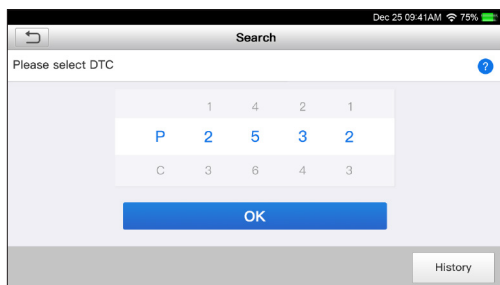 Dec 25 09:41AM 75%
Search
Please select DTC ?
1 4 2 1
P 2 5 3 2
C 3 6 4 3
OK
History